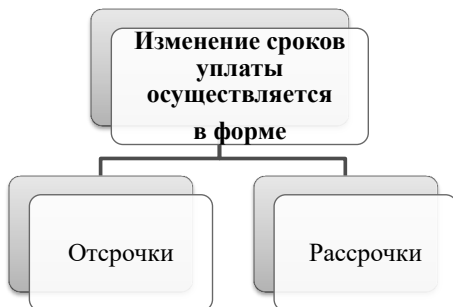 Изменение сроков
уплаты
осуществляется
в форме
Отсрочки
Рассрочки